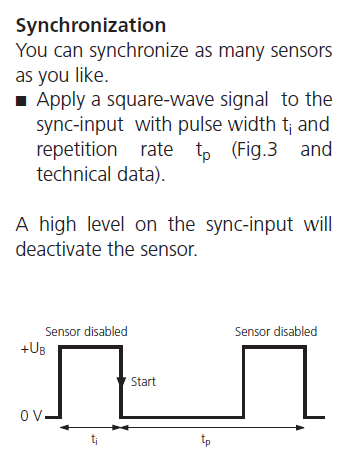 Synchronization
You can synchronize as many sensors
as you like.
■ Apply a square-wave signal to the
sync-input with pulse width ti and
repetition rate tp (Fig.3 and
technical data).
A high level on the sync-input will
deactivate the sensor.
Sensor disabled
Sensor disabled
+UB
Start
0 V
ti
tp